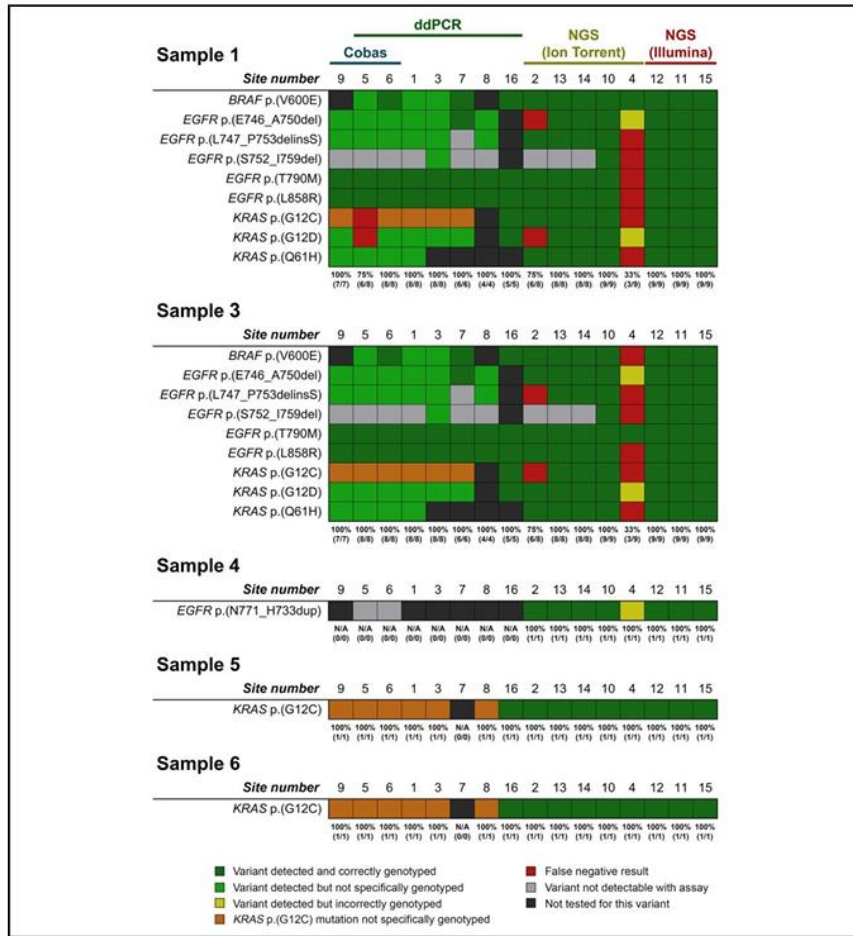 ddPCR
NGS
(Ion Torrent)
NGS
(Illumina)
Sample 1
Cobas
Site number 9 5 6 1 3 7 8 16 2 13 14 10 4 12 11 15
BRAF p.(V600E)
EGFR p.(E746_A750del)
EGFR p.(L747_P753delinsS)
EGFR p.(S752_I759del)
EGFR p.(T790M)
EGFR p.(L858R)
KRAS p.(G12C)
KRAS p.(G12D)
KRAS p.(Q61H)
100% 75% 100% 100% 100% 100% 100% 100% 75% 100% 100% 100% 33% 100% 100% 100%
(7/7) (6/8) (8/8) (8/8) (8/8) (6/6) (4/4) (5/5) (6/8) (8/8) (8/8) (9/9) (3/9) (9/9) (9/9) (9/9)
Sample 3
Site number 9 5 6 1 3 7 8 16 2 13 14 10 4 12 11 15
BRAF p.(V600E)
EGFR p.(E746_A750del)
EGFR p.(L747_P753delinsS)
EGFR p.(S752_I759del)
EGFR p.(T790M)
EGFR p.(L858R)
KRAS p.(G12C)
KRAS p.(G12D)
KRAS p.(Q61H)
100% 100% 100% 100% 100% 100% 100% 100% 75% 100% 100% 100% 33% 100% 100% 100%
(7/7) (8/8) (8/8) (8/8) (8/8) (6/6) (4/4) (5/5) (6/8) (8/8) (8/8) (9/9) (3/9) (9/9) (9/9) (9/9)
Sample 4
Site number 9 5 6 1 3 7 8 16 2 13 14 10 4 12 11 15
EGFR p.(N771_H733dup)
N/A N/A N/A N/A N/A N/A N/A N/A 100% 100% 100% 100% 100% 100% 100% 100%
(0/0) (0/0) (0/0) (0/0) (0/0) (0/0) (0/0) (0/0) (1/1) (1/1) (1/1) (1/1) (1/1) (1/1) (1/1) (1/1)
Sample 5
Site number 9 5 6 1 3 7 8 16 2 13 14 10 4 12 11 15
KRAS p.(G12C)
100% 100% 100% 100% 100% N/A 100% 100% 100% 100% 100% 100% 100% 100% 100% 100%
(1/1) (1/1) (1/1) (1/1) (1/1) (0/0) (1/1) (1/1) (1/1) (1/1) (1/1) (1/1) (1/1) (1/1) (1/1) (1/1)
Sample 6
Site number 9 5 6 1 3 7 8 16 2 13 14 10 4 12 11 15
KRAS p.(G12C)
100% 100% 100% 100% 100% N/A 100% 100% 100% 100% 100% 100% 100% 100% 100% 100%
(1/1) (1/1) (1/1) (1/1) (1/1) (0/0) (1/1) (1/1) (1/1) (1/1) (1/1) (1/1) (1/1) (1/1) (1/1) (1/1)
Variant detected and correctly genotyped
Variant detected but not specifically genotyped
Variant detected but incorrectly genotyped
KRAS p.(G12C) mutation not specifically genotyped
False negative result
Variant not detectable with assay
Not tested for this variant